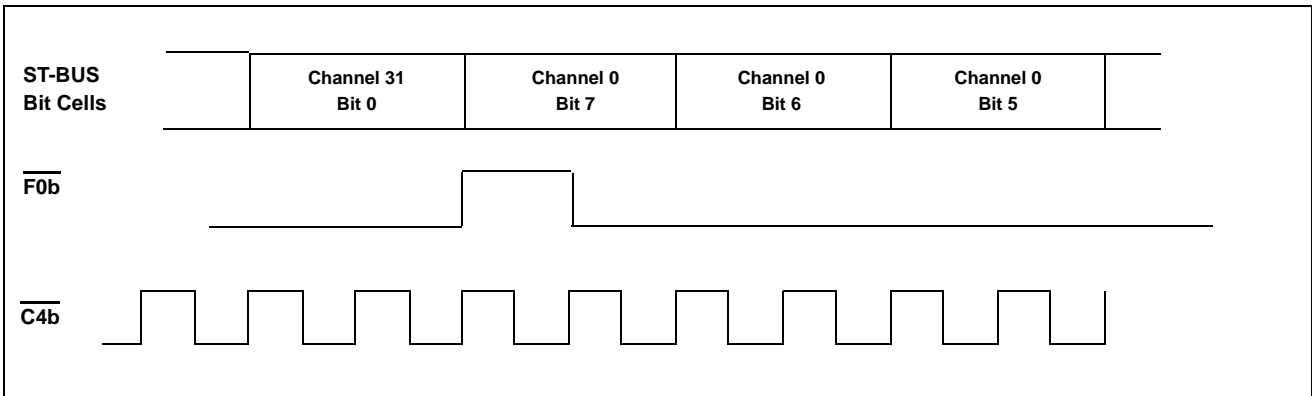 ST-BUS
Bit Cells
Channel 31
Bit 0
Channel 0
Bit 7
Channel 0
Bit 6
Channel 0
Bit 5
F0b
C4b